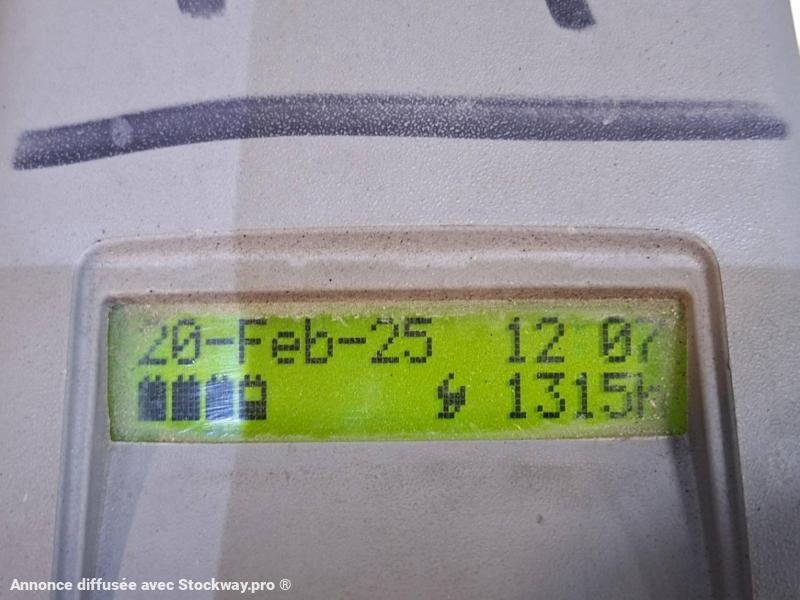 20-Feb-25 12 07
1315h
Annonce diffusée avec Stockway.pro ®